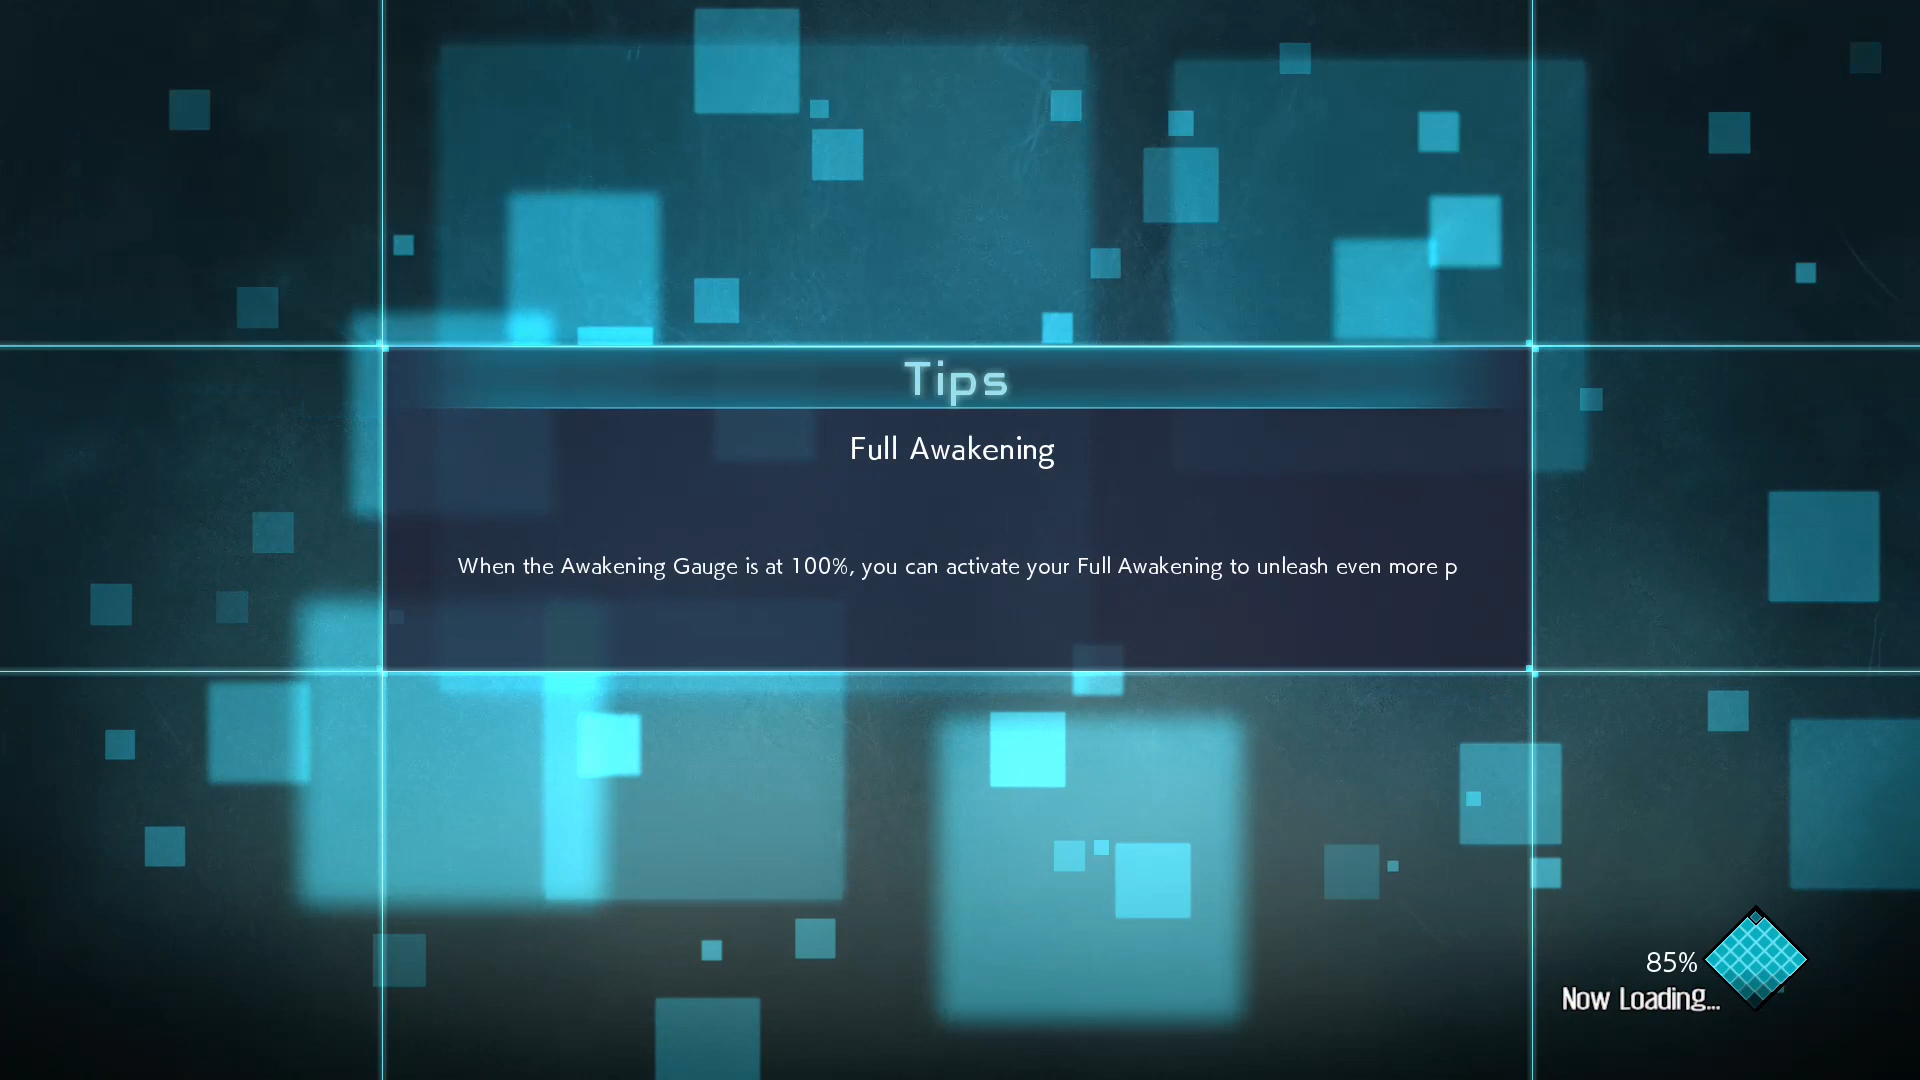 Tips
Full Awakening
When the Awakening Gauge is at 100%, you can activate your Full Awakening to unleash even more p
85%
Now Loading...